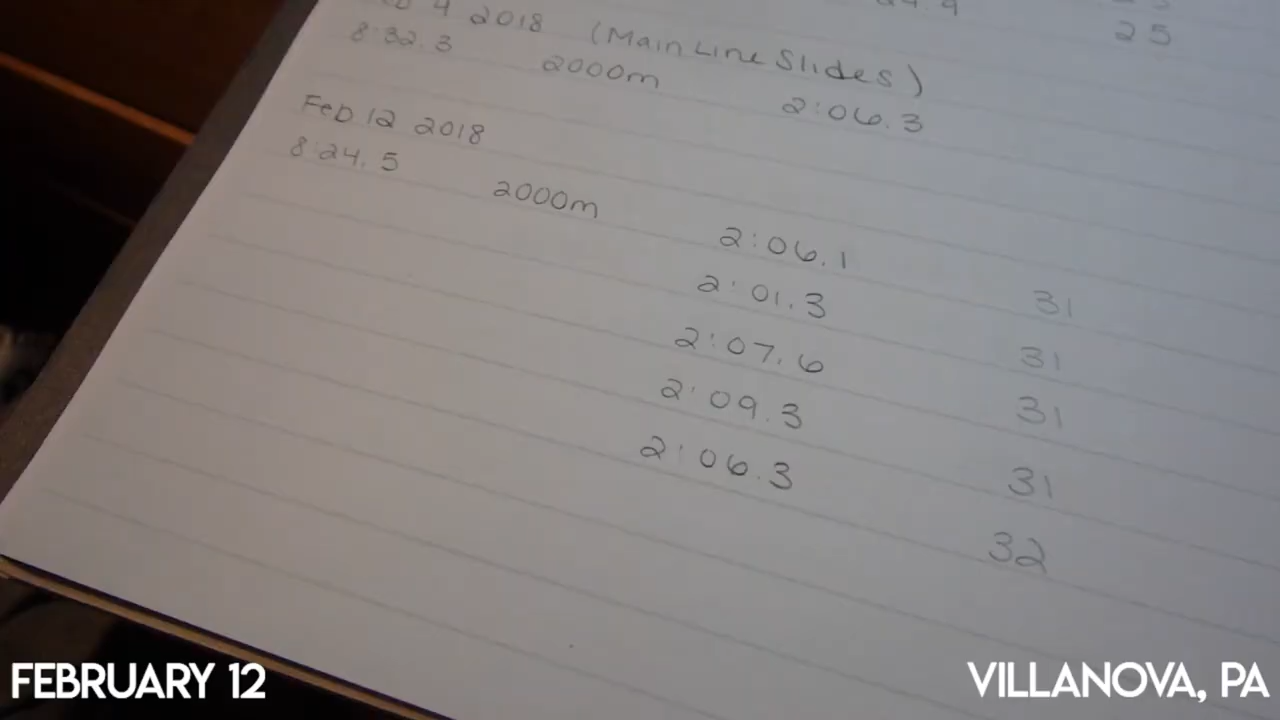 4 2018 (Main Line Slides)
25
8:32.3 2000m 2:06.3
Feb 12 2018
8:24.5 2000m 2:06.1 31
2:01.3 31
2:07.6 31
2:09.3 31
2:06.3 32
FEBRUARY 12
VILLANOVA, PA